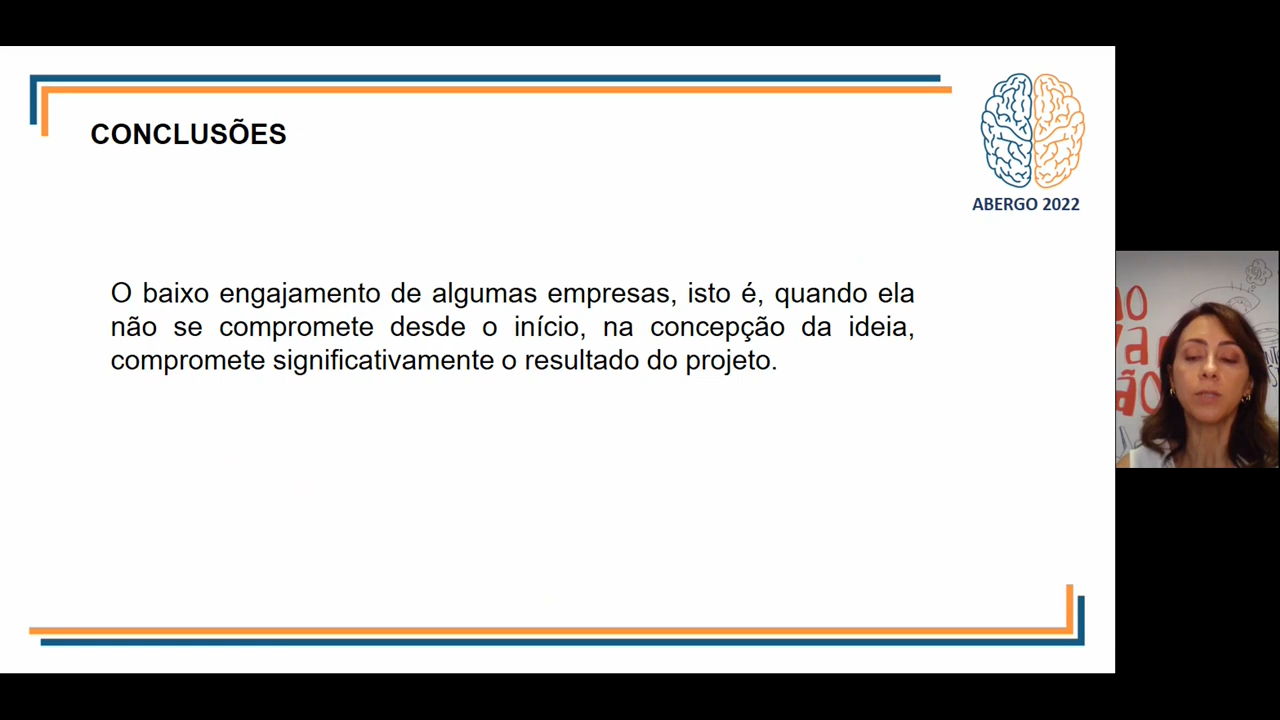 CONCLUSÕES
ABERGO 2022
O baixo engajamento de algumas empresas, isto é, quando ela
não se compromete desde o início, na concepção da ideia,
compromete significativamente o resultado do projeto.